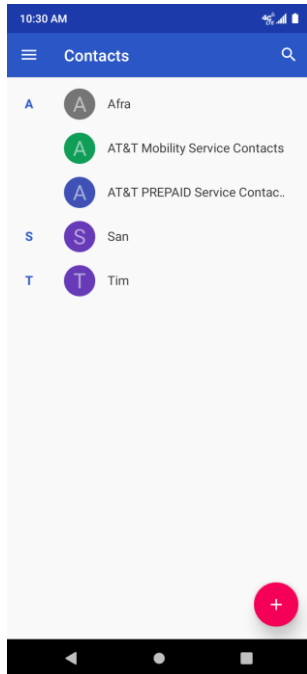 10:30 AM
Contacts
A
A Afra
A AT&T Mobility Service Contacts
A AT&T PREPAID Service Contac..
S
S San
T
T Tim
+